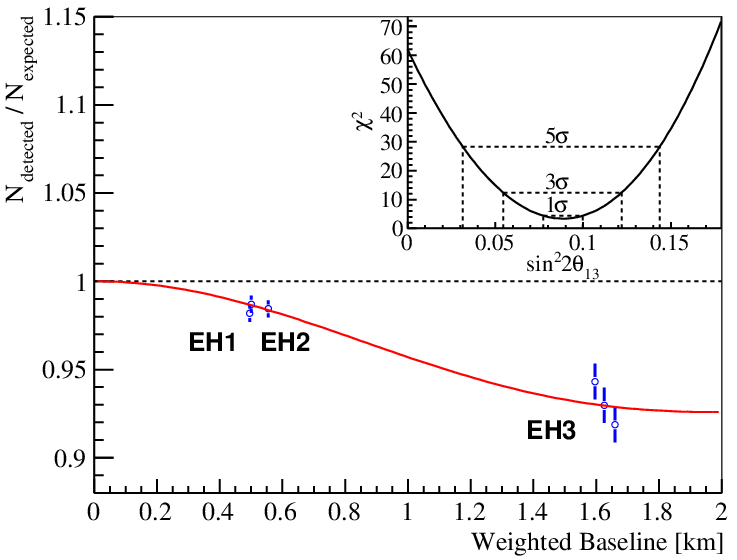 N_detected / N_expected
1.15
1.1
1.05
1
0.95
0.9
0 0.2 0.4 0.6 0.8 1 1.2 1.4 1.6 1.8 2
Weighted Baseline [km]
EH1 EH2
EH3
χ²
70
60
50
40
30
20
10
0
5σ
3σ
1σ
0 0.05 0.1 0.15
sin²2θ₁₃